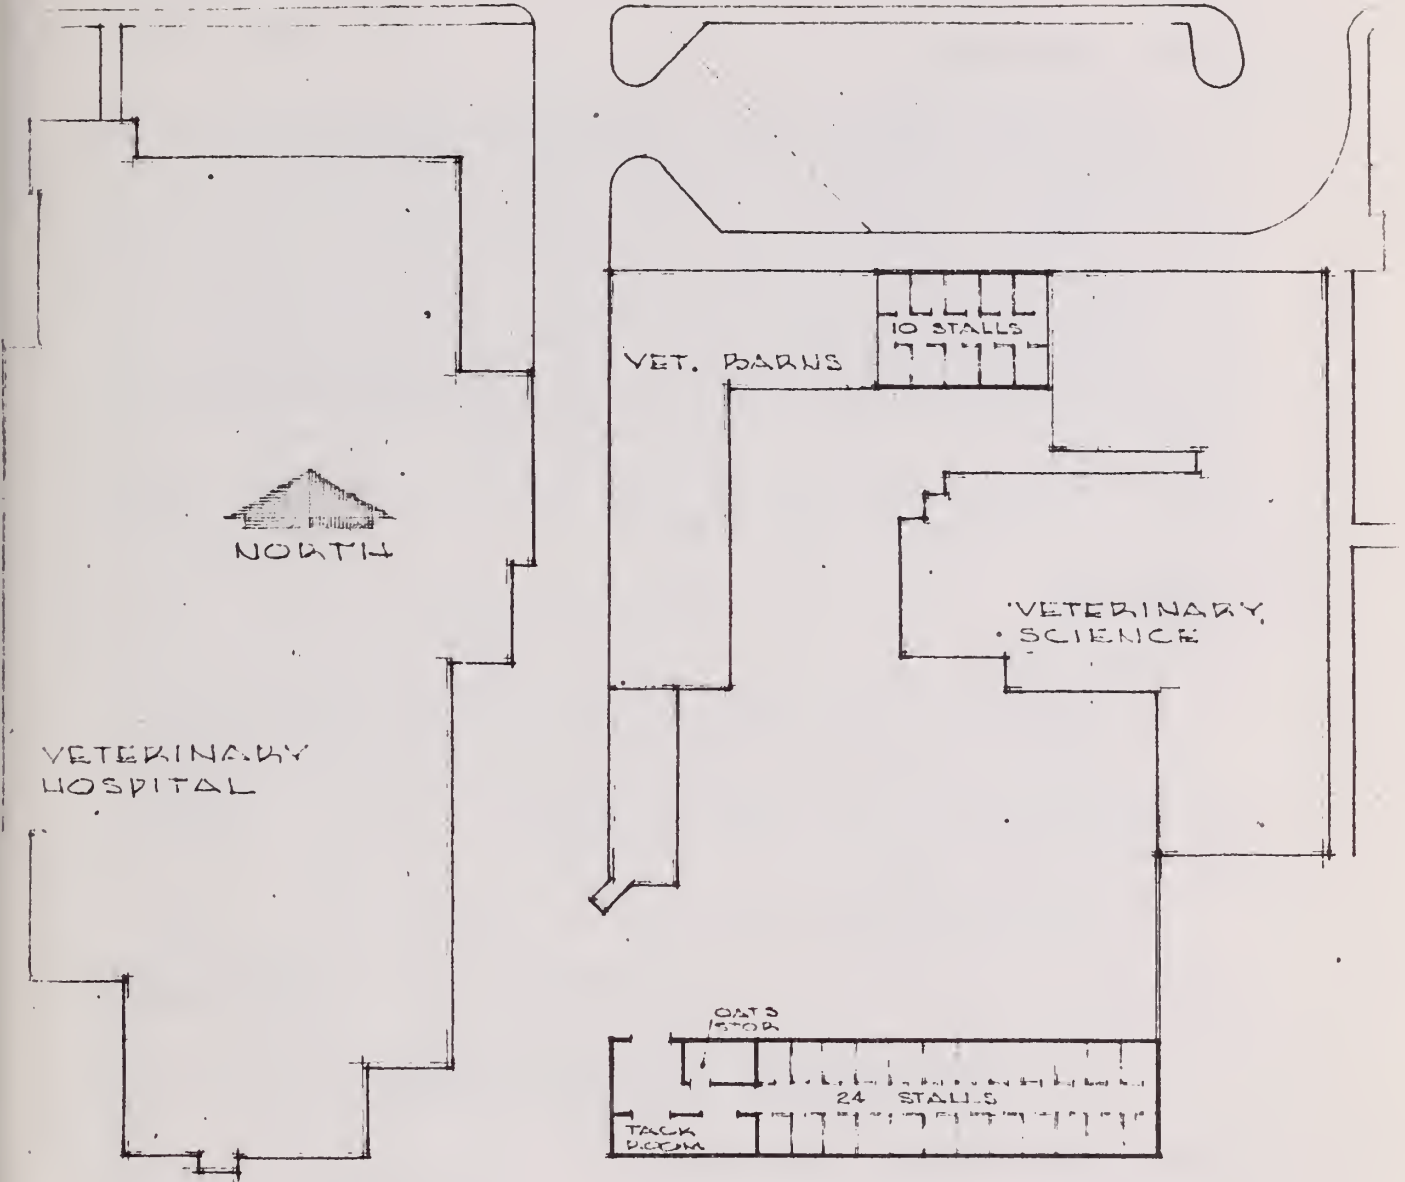 10 STALLS
VET. BARNS
NORTH
VETERINARY
SCIENCE
VETERINARY
HOSPITAL
OATS
STOR
24 STALLS
TACK
ROOM